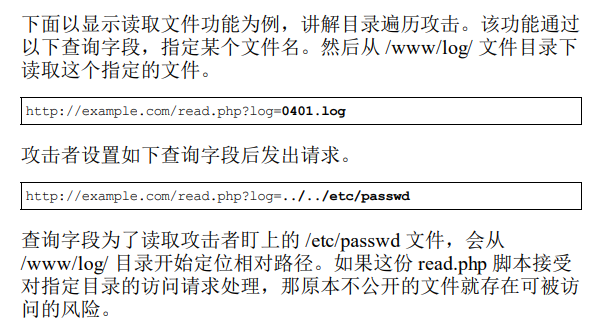 下面以显示读取文件功能为例，讲解目录遍历攻击。该功能通过
以下查询字段，指定某个文件名。然后从 /www/log/ 文件目录下
读取这个指定的文件。
http://example.com/read.php?log=0401.log
攻击者设置如下查询字段后发出请求。
http://example.com/read.php?log=../../etc/passwd
查询字段为了读取攻击者盯上的 /etc/passwd 文件，会从
/www/log/ 目录开始定位相对路径。如果这份 read.php 脚本接受
对指定目录的访问请求处理，那原本不公开的文件就存在可被访
问的风险。